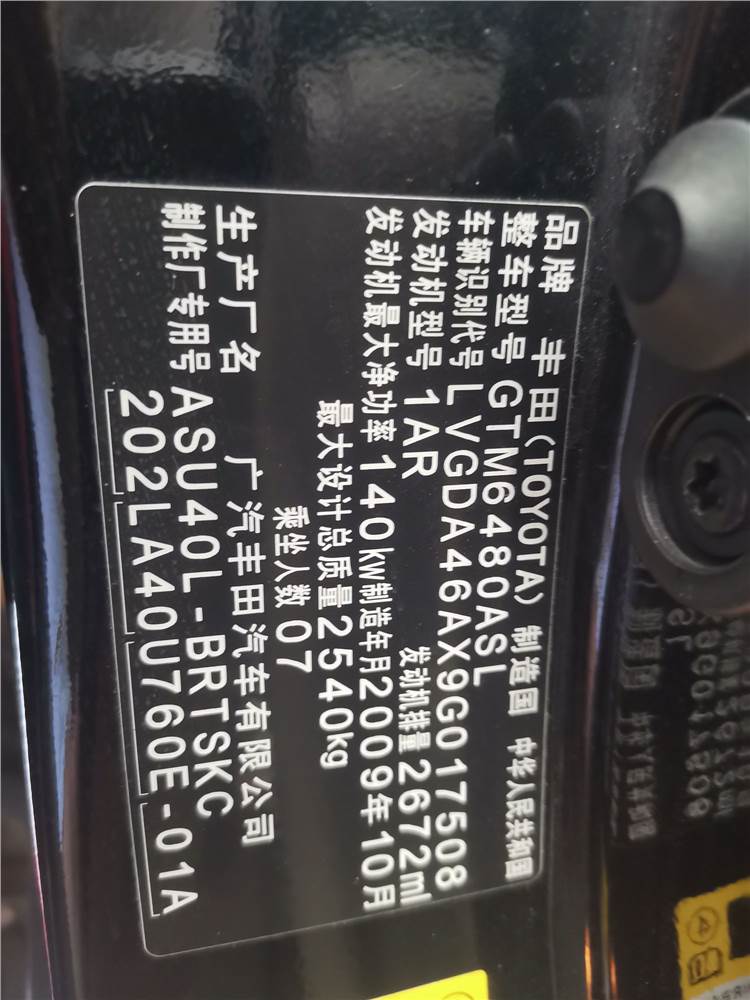 品牌 丰田(TOYOTA) 制造国 中华人民共和国
整车型号 GTM6480ASL
车辆识别代号 LVGDA46AX9G017508
发动机型号 1AR 发动机排量 2672ml
发动机最大净功率 140kw 制造年月 2009年10月
最大设计总质量 2540kg
乘坐人数 07
生产厂名 广汽丰田汽车有限公司
制作厂专用号 ASU40L-BRTSKC
202LA40U760E-01A
4